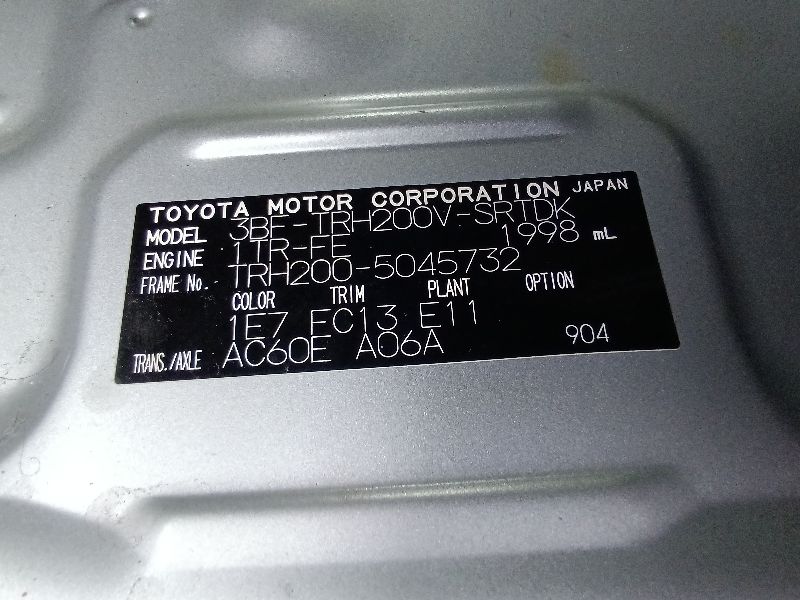 TOYOTA MOTOR CORPORATION JAPAN
MODEL 3BF-TRH200V-SRTDK
ENGINE 1TR-FE 1998 mL
FRAME No. TRH200-5045732
COLOR TRIM PLANT OPTION
1E7 FC13 E11
TRANS./AXLE AC60E A06A 904